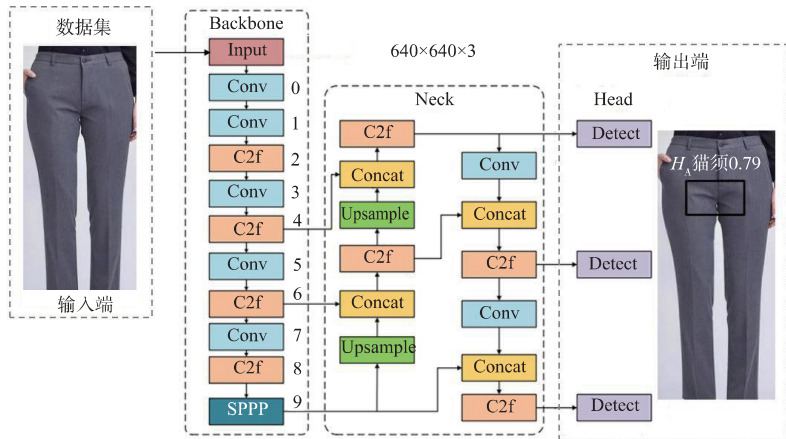 数据集
输入端
Backbone
Input
Conv 0
Conv 1
C2f 2
Conv 3
C2f 4
Conv 5
C2f 6
Conv 7
C2f 8
SPPP 9
640×640×3
Neck
C2f
Concat
Upsample
C2f
Concat
Upsample
Conv
Concat
C2f
Conv
Concat
C2f
输出端
Head
Detect
Detect
Detect
HA猫须0.79